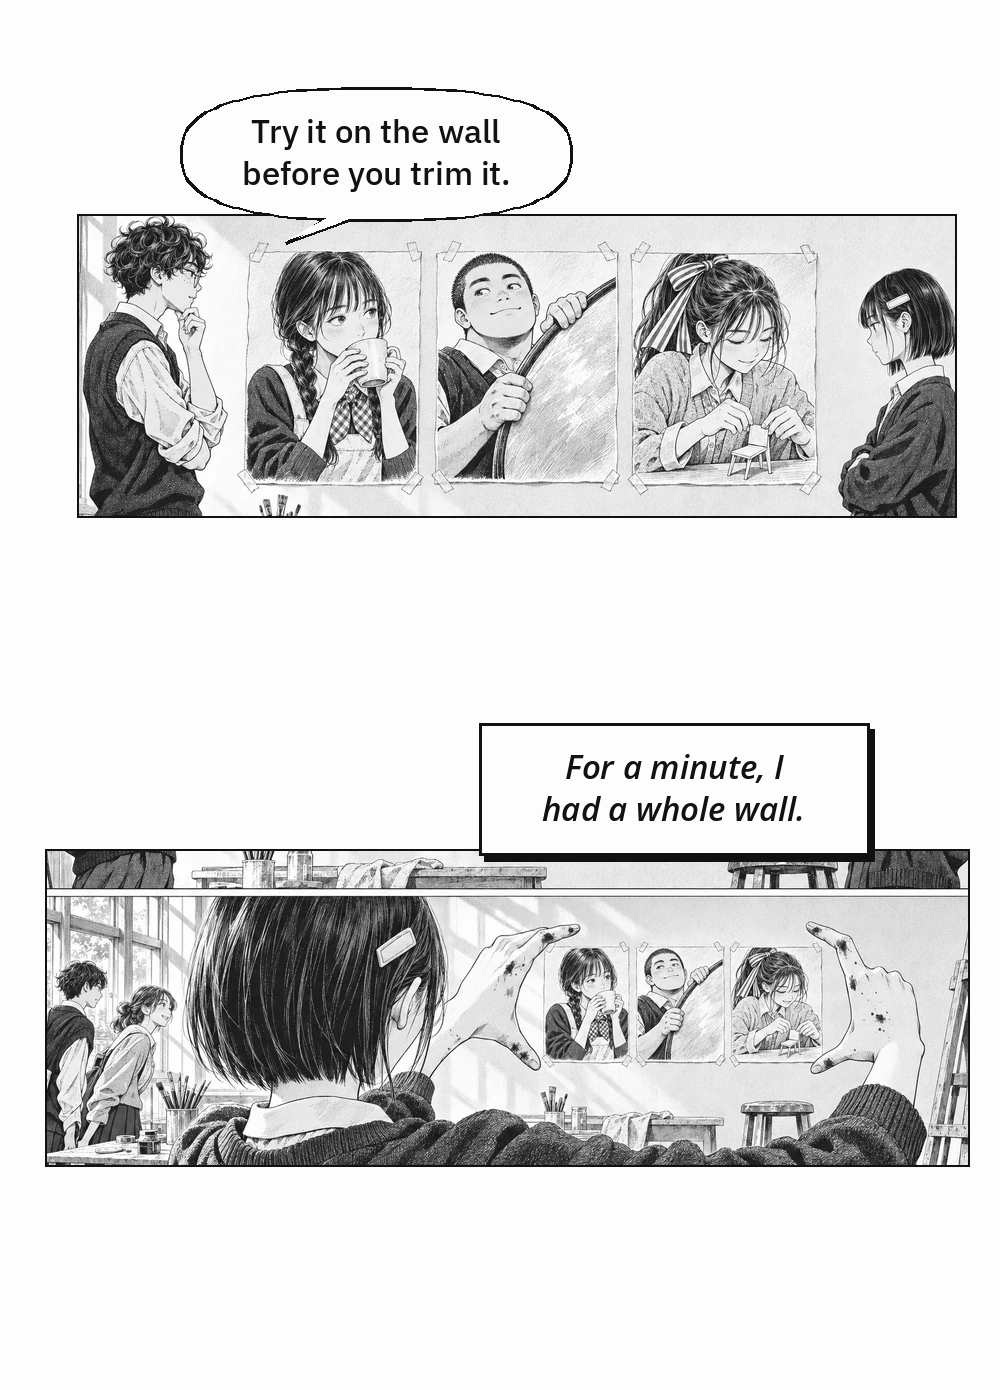 Try it on the wall
before you trim it.
For a minute, I
had a whole wall.